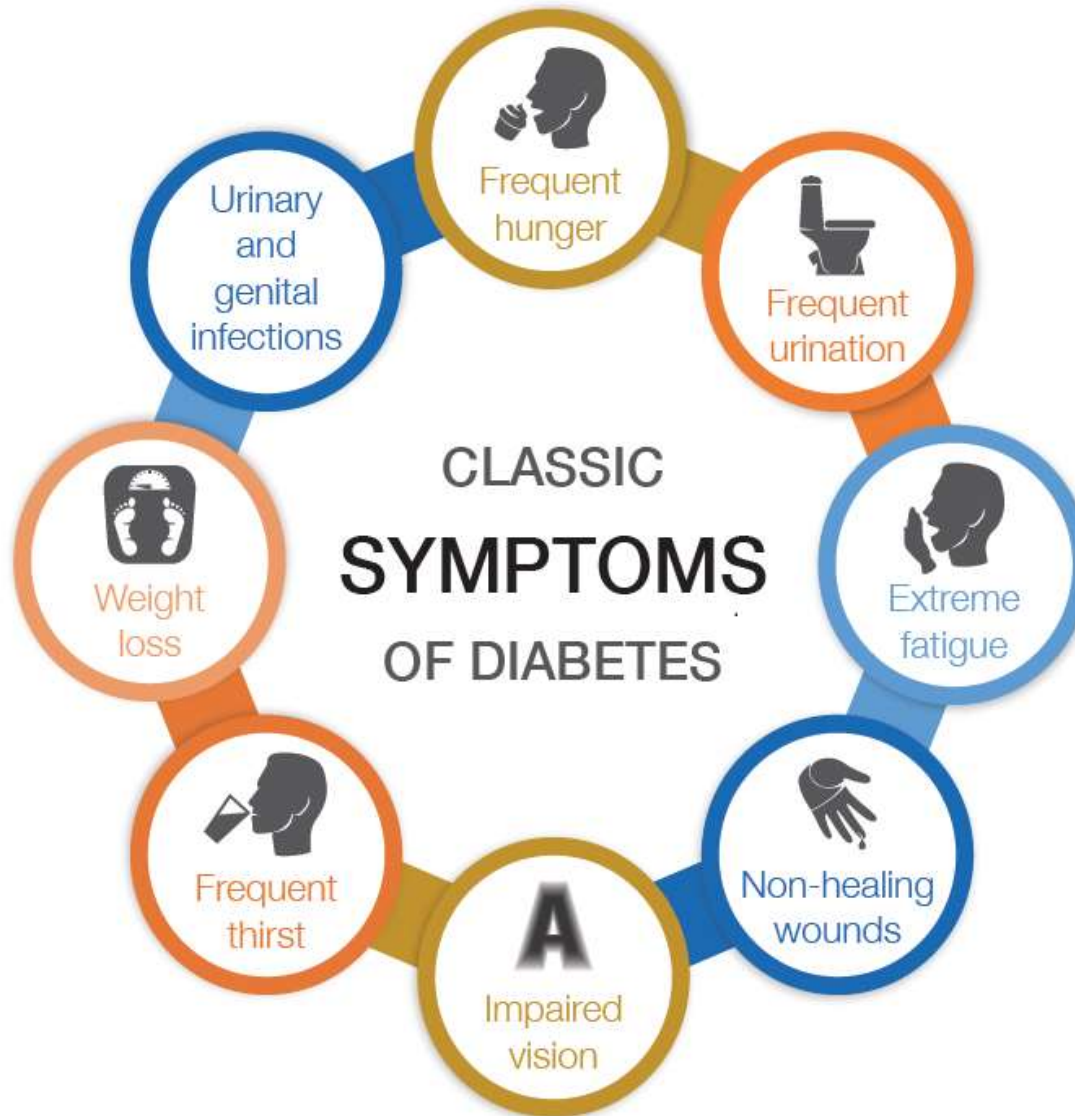 CLASSIC
SYMPTOMS
OF DIABETES
Frequent
hunger
Frequent
urination
Extreme
fatigue
Non-healing
wounds
A
Impaired
vision
Frequent
thirst
Weight
loss
Urinary
and
genital
infections